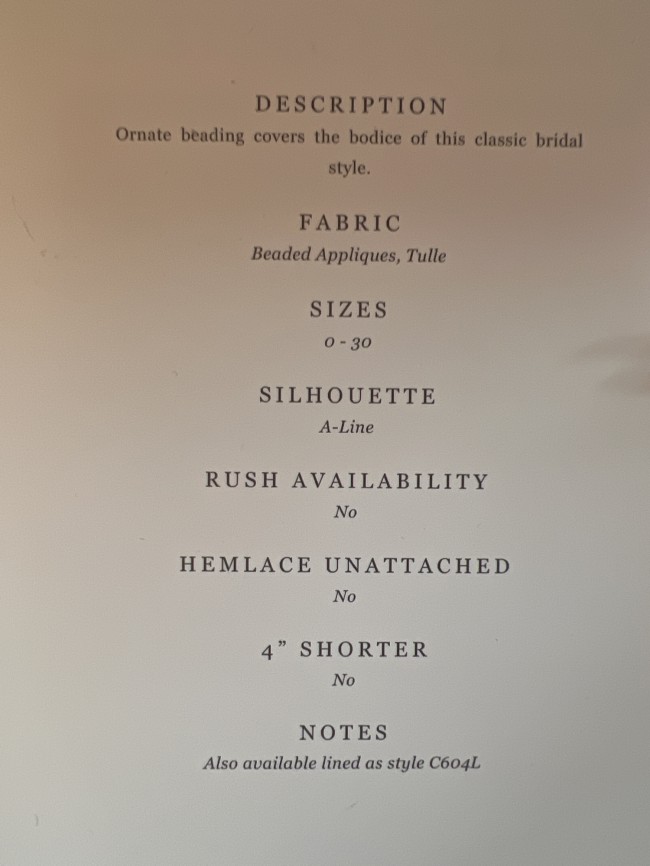 DESCRIPTION
Ornate beading covers the bodice of this classic bridal
style.
FABRIC
Beaded Appliques, Tulle
SIZES
0 - 30
SILHOUETTE
A-Line
RUSH AVAILABILITY
No
HEMLACE UNATTACHED
No
4” SHORTER
No
NOTES
Also available lined as style C604L